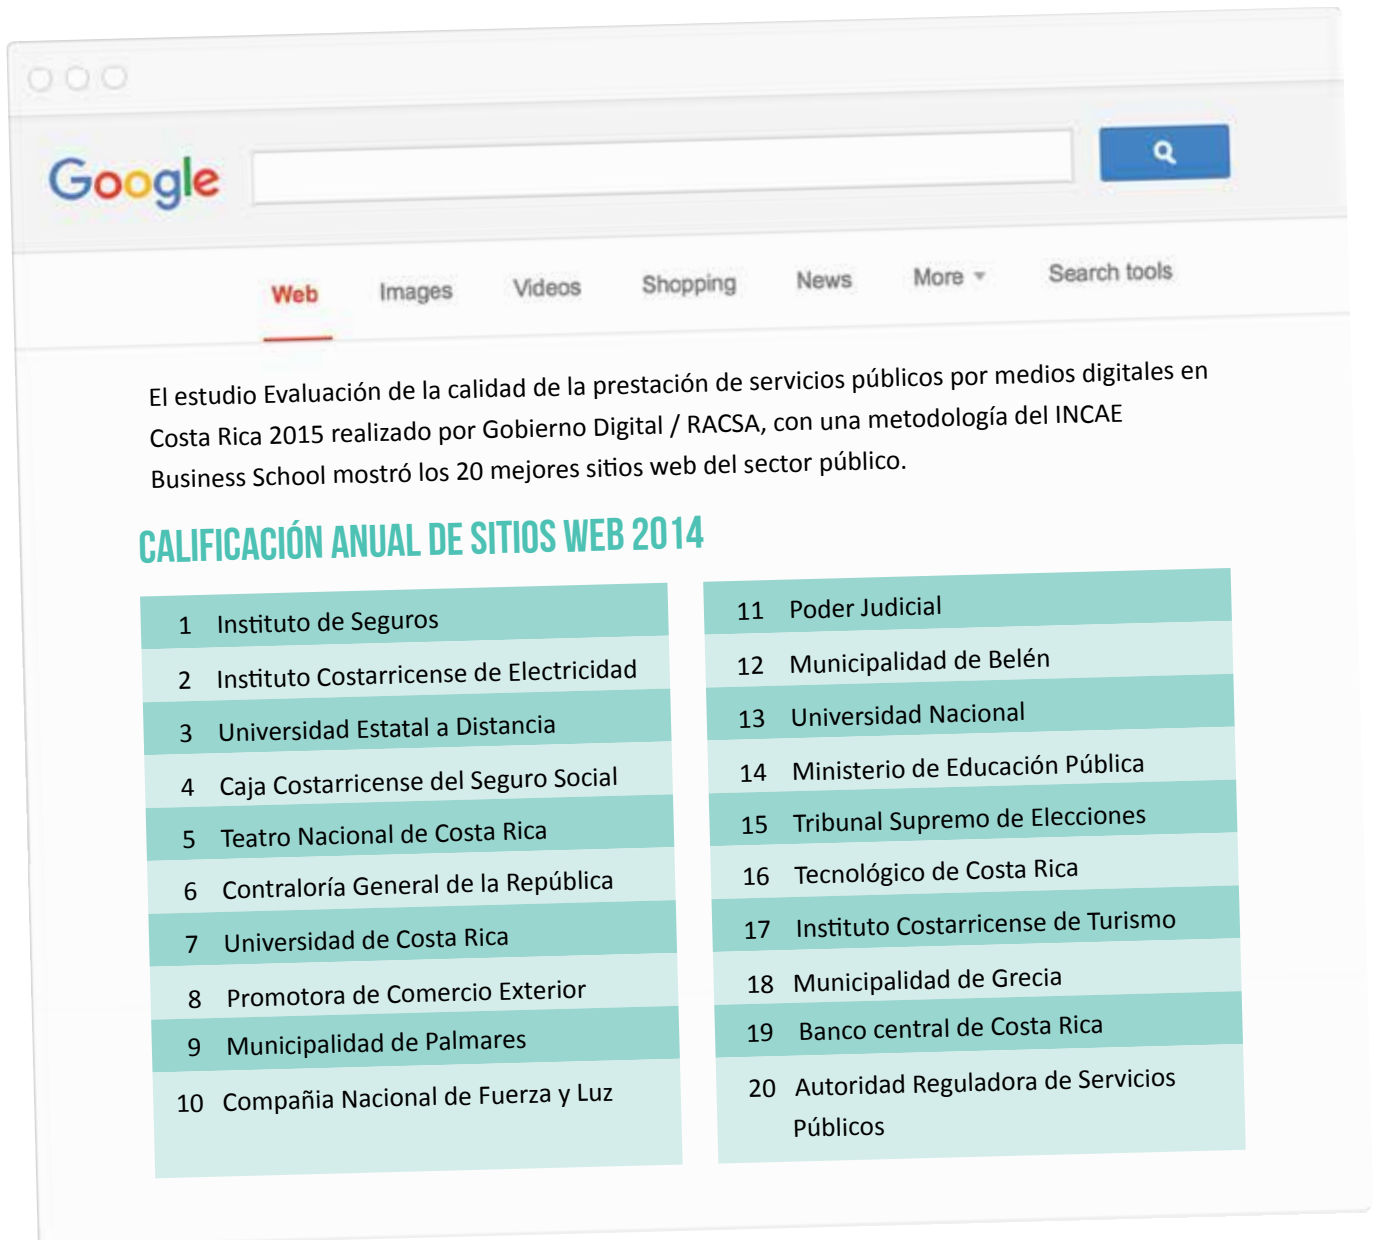 Google
Web Images Videos Shopping News More Search tools
El estudio Evaluación de la calidad de la prestación de servicios públicos por medios digitales en
Costa Rica 2015 realizado por Gobierno Digital / RACSA, con una metodología del INCAE
Business School mostró los 20 mejores sitios web del sector público.
CALIFICACIÓN ANUAL DE SITIOS WEB 2014
1 Instituto de Seguros
2 Instituto Costarricense de Electricidad
3 Universidad Estatal a Distancia
4 Caja Costarricense del Seguro Social
5 Teatro Nacional de Costa Rica
6 Contraloría General de la República
7 Universidad de Costa Rica
8 Promotora de Comercio Exterior
9 Municipalidad de Palmares
10 Compañia Nacional de Fuerza y Luz
11 Poder Judicial
12 Municipalidad de Belén
13 Universidad Nacional
14 Ministerio de Educación Pública
15 Tribunal Supremo de Elecciones
16 Tecnológico de Costa Rica
17 Instituto Costarricense de Turismo
18 Municipalidad de Grecia
19 Banco central de Costa Rica
20 Autoridad Reguladora de Servicios
Públicos